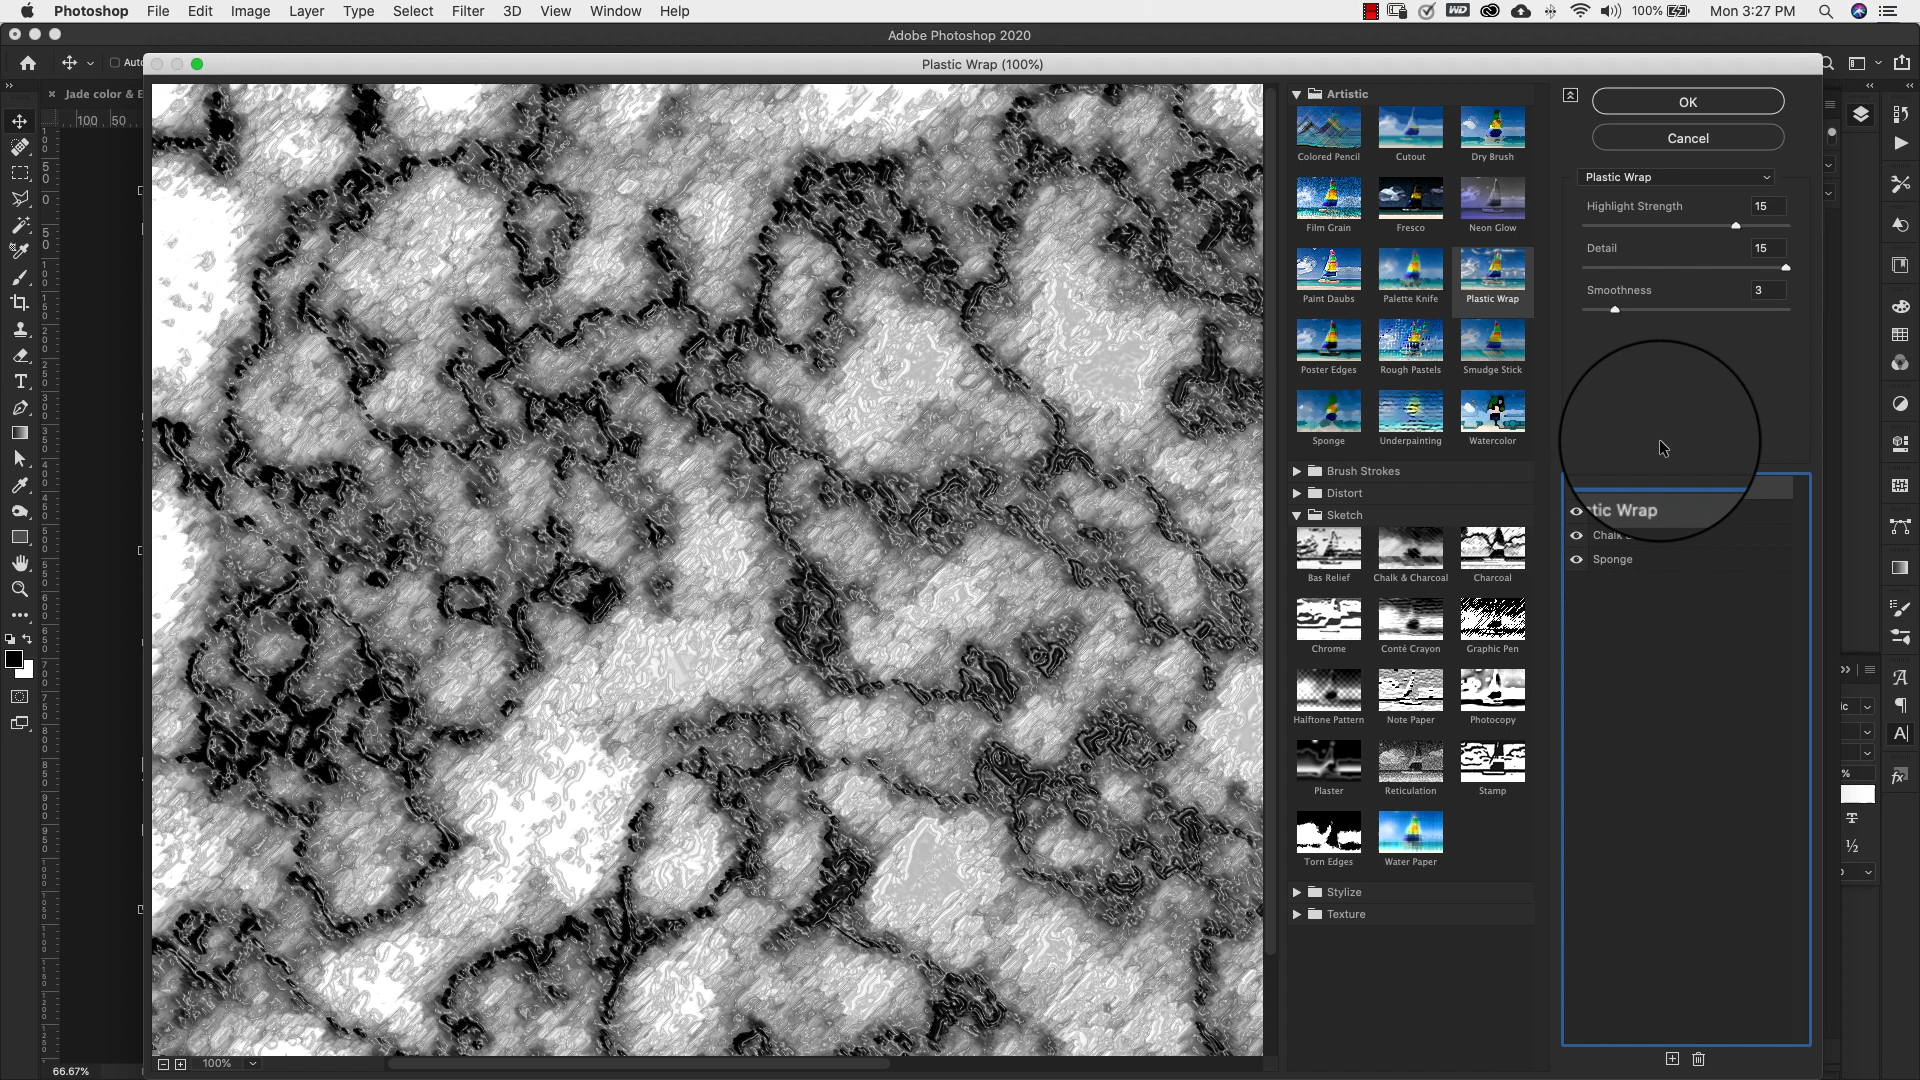 Photoshop File Edit Image Layer Type Select Filter 3D View Window Help
100% Mon 3:27 PM
Adobe Photoshop 2020
Auto
Plastic Wrap (100%)
Jade color & E
100 50
Artistic
Colored Pencil Cutout Dry Brush
Film Grain Fresco Neon Glow
Paint Daubs Palette Knife Plastic Wrap
Poster Edges Rough Pastels Smudge Stick
Sponge Underpainting Watercolor
Brush Strokes
Distort
Sketch
Bas Relief Chalk & Charcoal Charcoal
Chrome Conté Crayon Graphic Pen
Halftone Pattern Note Paper Photocopy
Plaster Reticulation Stamp
Torn Edges Water Paper
Stylize
Texture
OK
Cancel
Plastic Wrap
Highlight Strength 15
Detail 15
Smoothness 3
tic Wrap
Chalk
Sponge
100%
66.67%